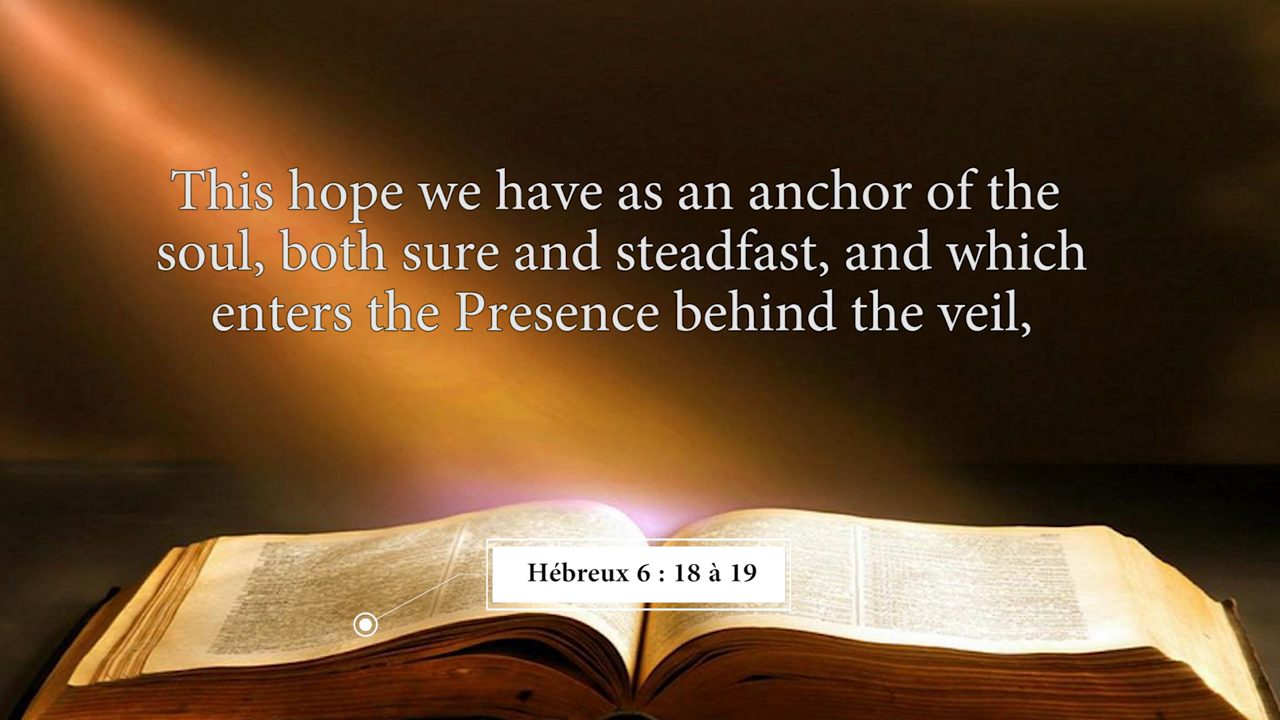 This hope we have as an anchor of the
soul, both sure and steadfast, and which
enters the Presence behind the veil,
Hébreux 6 : 18 à 19